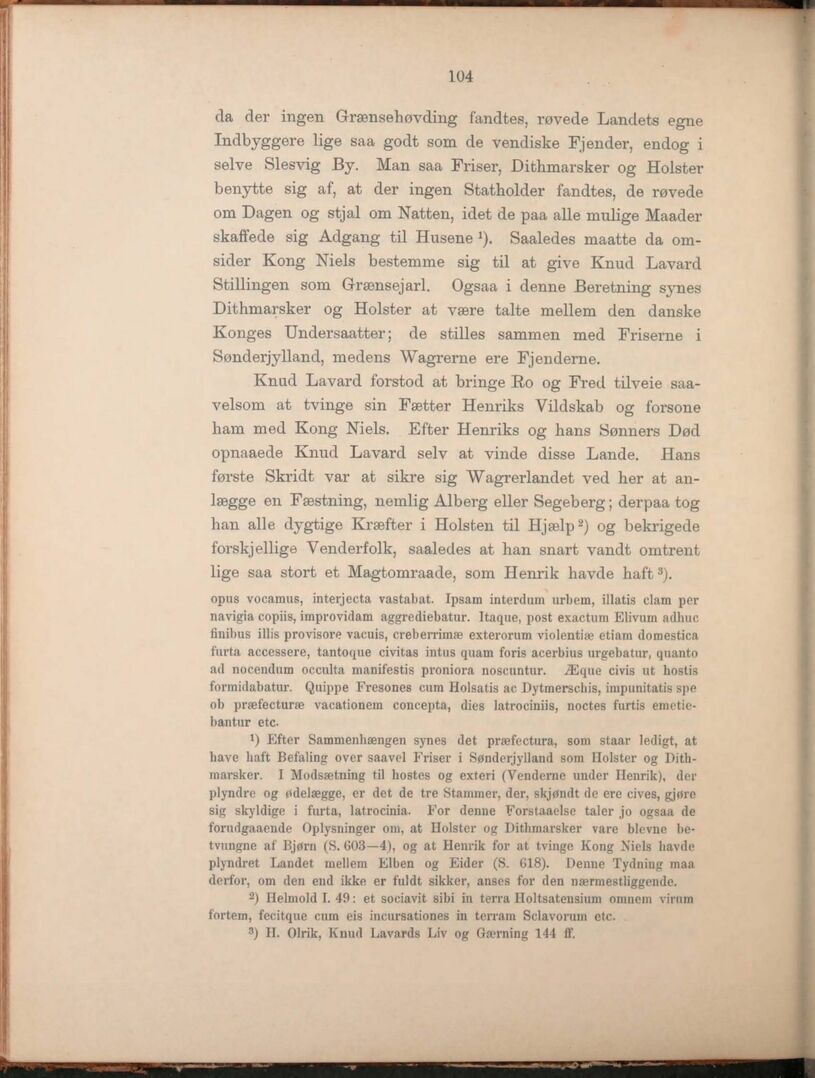 104
da der ingen Grænsehøvding fandtes, røvede Landets egne
Indbyggere lige saa godt som de vendiske Fjender, endog i
selve Slesvig By. Man saa Friser, Dithmarsker og Holster
benytte sig af, at der ingen Statholder fandtes, de røvede
om Dagen og stjal om Natten, idet de paa alle mulige Maader
skaffede sig Adgang til Husene ¹). Saaledes maatte da om-
sider Kong Niels bestemme sig til at give Knud Lavard
Stillingen som Grænsejarl. Ogsaa i denne Beretning synes
Dithmarsker og Holster at være talte mellem den danske
Konges Undersaatter; de stilles sammen med Friserne i
Sønderjylland, medens Wagrerne ere Fjenderne.
Knud Lavard forstod at bringe Ro og Fred tilveie saa-
velsom at tvinge sin Fætter Henriks Vildskab og forsone
ham med Kong Niels. Efter Henriks og hans Sønners Død
opnaaede Knud Lavard selv at vinde disse Lande. Hans
første Skridt var at sikre sig Wagrerlandet ved her at an-
lægge en Fæstning, nemlig Alberg eller Segeberg; derpaa tog
han alle dygtige Kræfter i Holsten til Hjælp ²) og bekrigede
forskjellige Venderfolk, saaledes at han snart vandt omtrent
lige saa stort et Magtomraade, som Henrik havde haft ³).
opus vocamus, interjecta vastabat. Ipsam interdum urbem, illatis clam per
navigia copiis, improvidam aggrediebatur. Itaque, post exactum Elivum adhuc
finibus illis provisore vacuis, creberrimæ exterorum violentiæ etiam domestica
furta accessere, tantoque civitas intus quam foris acerbius urgebatur, quanto
ad nocendum occulta manifestis proniora noscuntur. Æque civis ut hostis
formidabatur. Quippe Fresones cum Holsatis ac Dytmerschis, impunitatis spe
ob præfecturæ vacationem concepta, dies latrociniis, noctes furtis emetie-
bantur etc.
¹) Efter Sammenhængen synes det præfectura, som staar ledigt, at
have haft Befaling over saavel Friser i Sønderjylland som Holster og Dith-
marsker. I Modsætning til hostes og exteri (Venderne under Henrik), der
plyndre og ødelægge, er det de tre Stammer, der, skjøndt de ere cives, gjøre
sig skyldige i furta, latrocinia. For denne Forstaaelse taler jo ogsaa de
forudgaaende Oplysninger om, at Holster og Dithmarsker vare blevne be-
tvungne af Bjørn (S. 603—4), og at Henrik for at tvinge Kong Niels havde
plyndret Landet mellem Elben og Eider (S. 618). Denne Tydning maa
derfor, om den end ikke er fuldt sikker, anses for den nærmestliggende.
²) Helmold I. 49: et sociavit sibi in terra Holtsatensium omnem virum
fortem, fecitque cum eis incursationes in terram Sclavorum etc.
³) H. Olrik, Knud Lavards Liv og Gærning 144 ff.